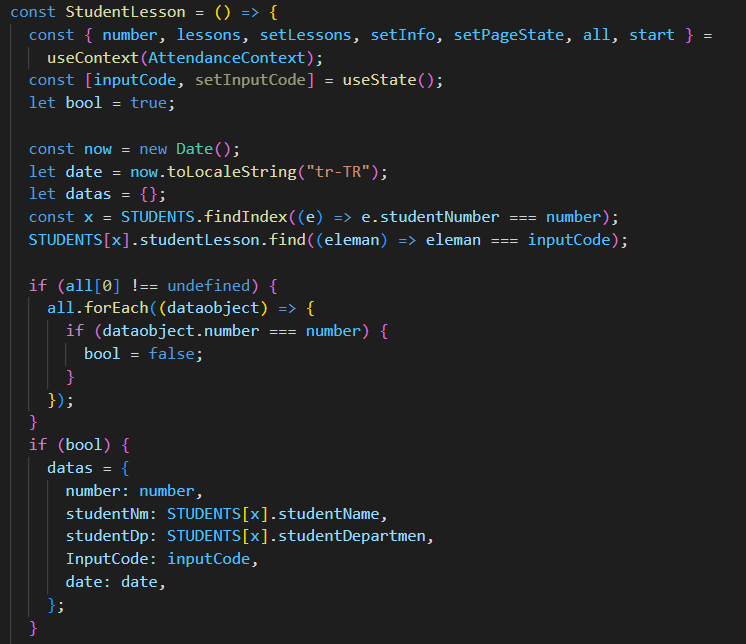 const StudentLesson = () => {
  const { number, lessons, setLessons, setInfo, setPageState, all, start } =
    useContext(AttendanceContext);
  const [inputCode, setInputCode] = useState();
  let bool = true;

  const now = new Date();
  let date = now.toLocaleString("tr-TR");
  let datas = {};
  const x = STUDENTS.findIndex((e) => e.studentNumber === number);
  STUDENTS[x].studentLesson.find((eleman) => eleman === inputCode);

  if (all[0] !== undefined) {
    all.forEach((dataobject) => {
      if (dataobject.number === number) {
        bool = false;
      }
    });
  }
  if (bool) {
    datas = {
      number: number,
      studentNm: STUDENTS[x].studentName,
      studentDp: STUDENTS[x].studentDepartmen,
      InputCode: inputCode,
      date: date,
    };
  }